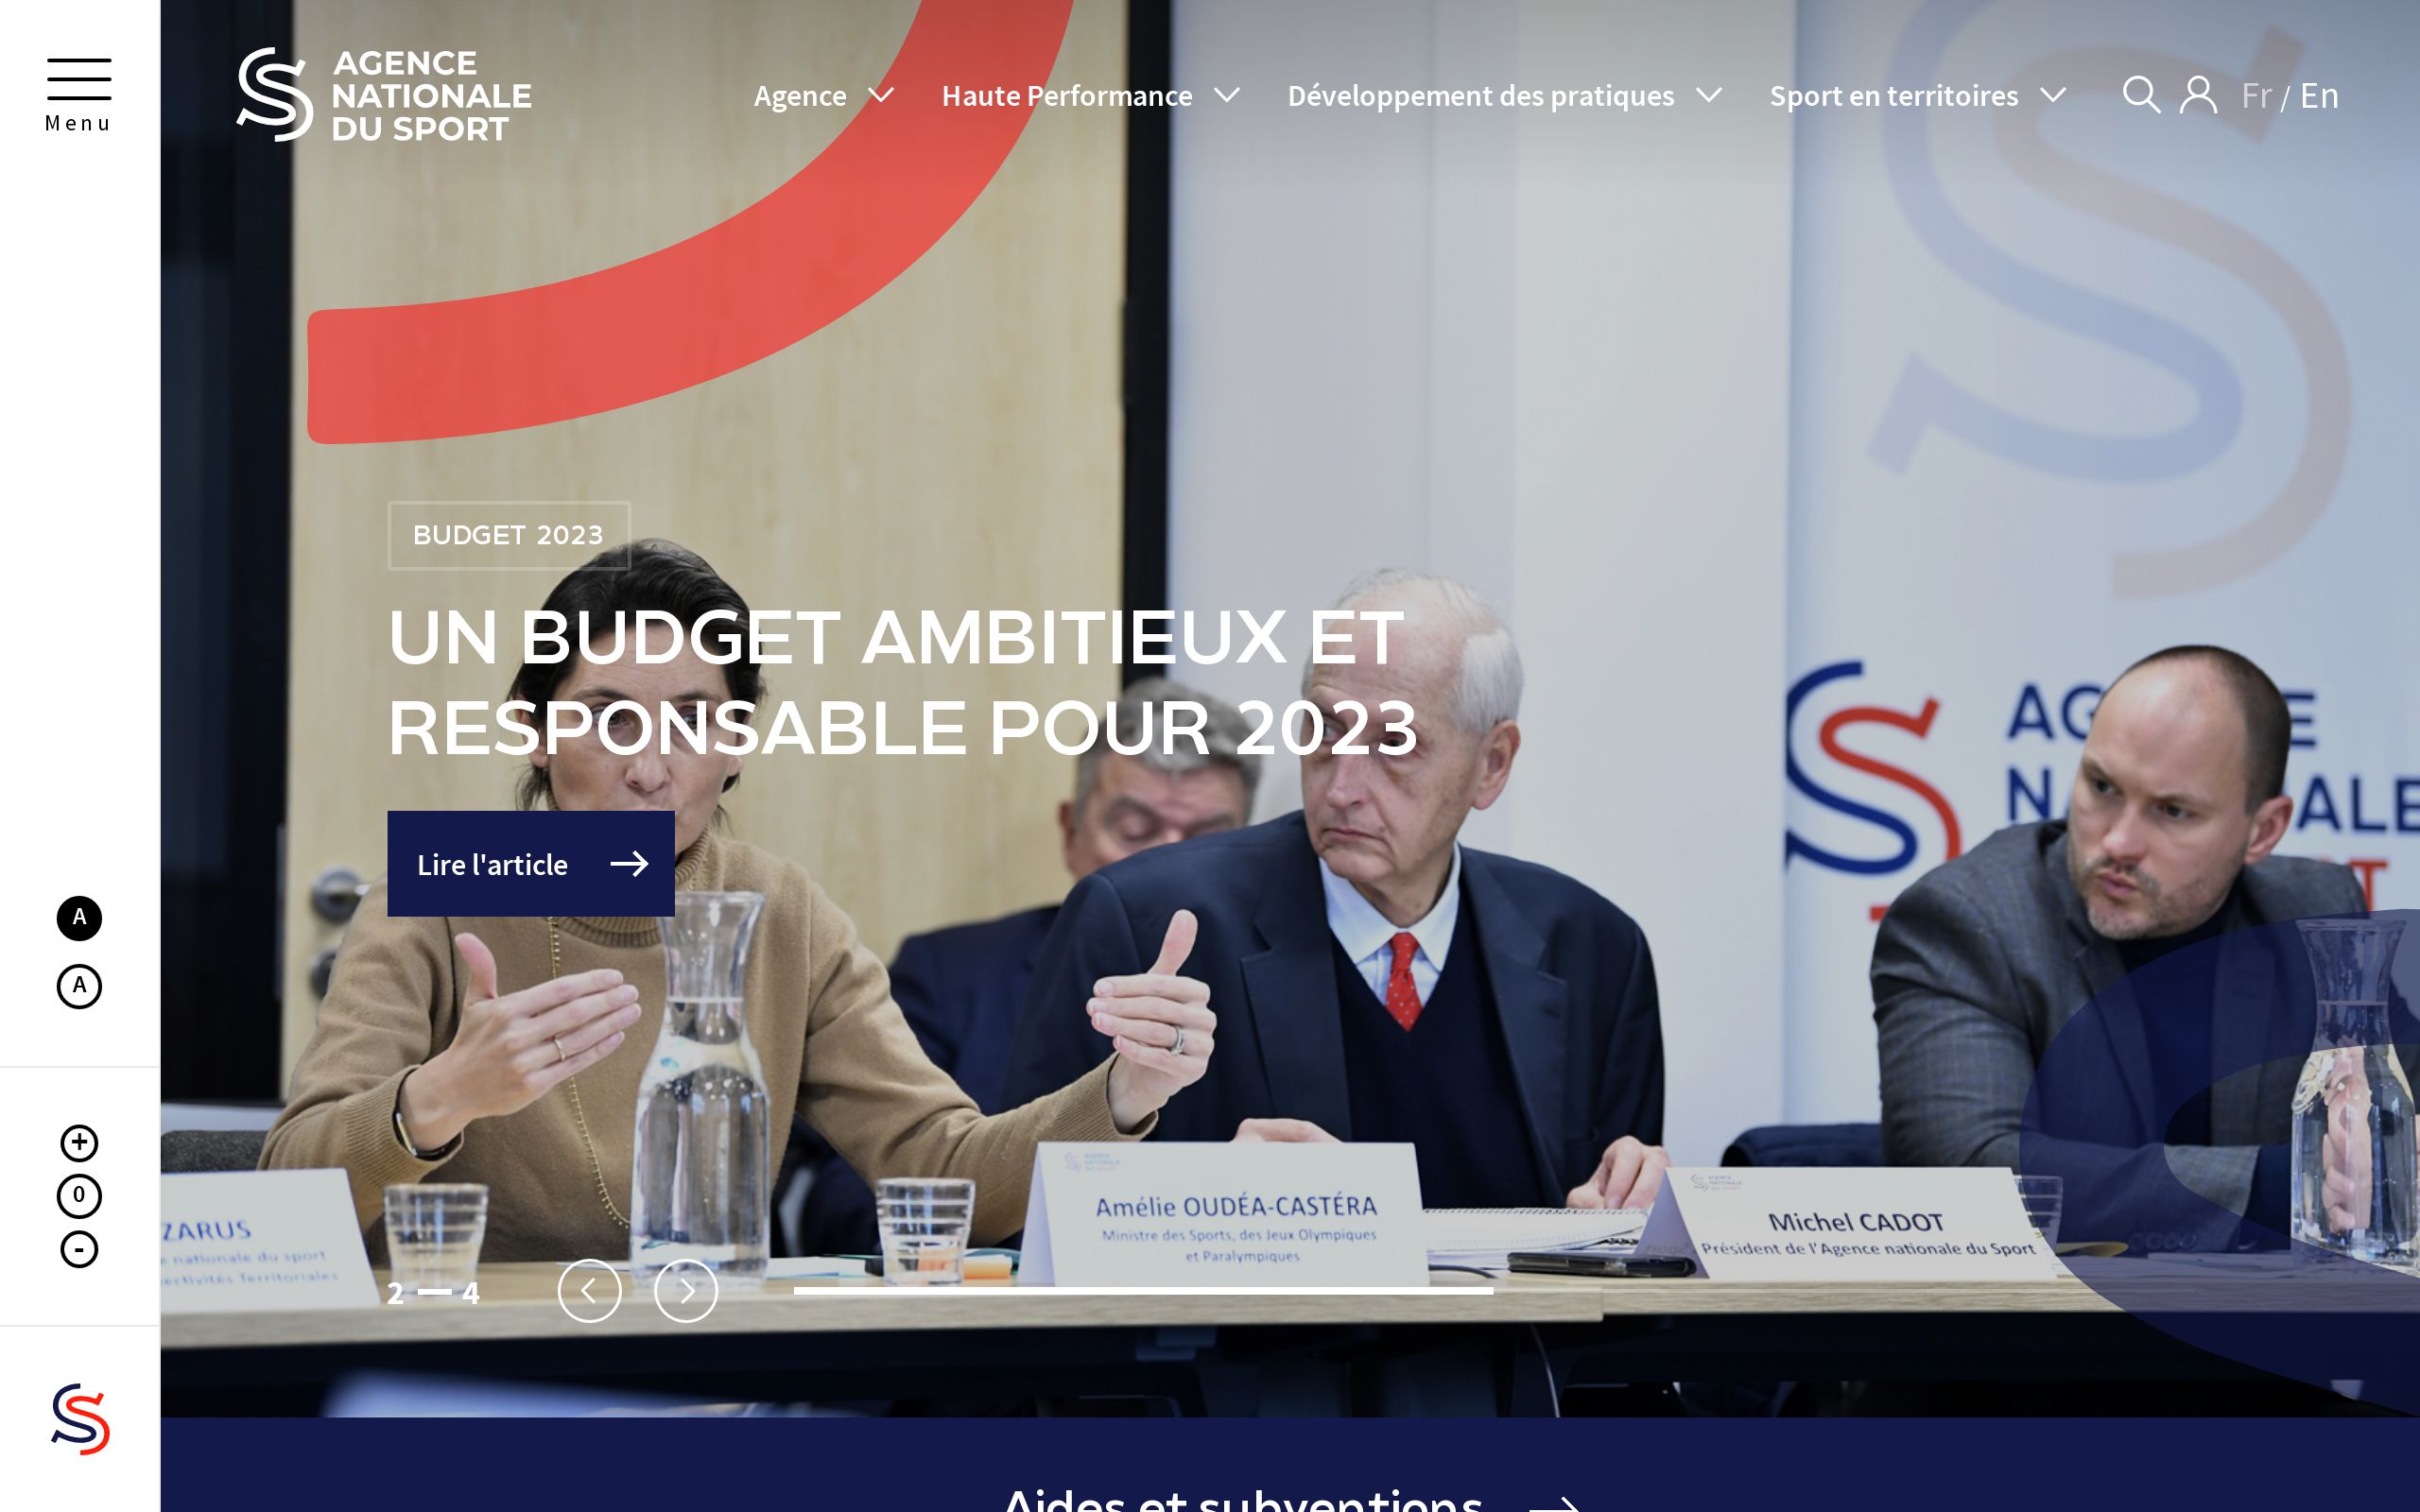 Menu
AGENCE
NATIONALE
DU SPORT
Agence
Haute Performance
Développement des pratiques
Sport en territoires
Fr / En
BUDGET 2023
UN BUDGET AMBITIEUX ET
RESPONSABLE POUR 2023
Lire l'article
A
A
+
0
-
ZARUS
e nationale du sport
ectivités Territoriales
Amélie OUDÉA-CASTÉRA
Ministre des Sports, des Jeux Olympiques
et Paralympiques
Michel CADOT
Président de l'Agence nationale du Sport
2 — 4
Aides et subventions